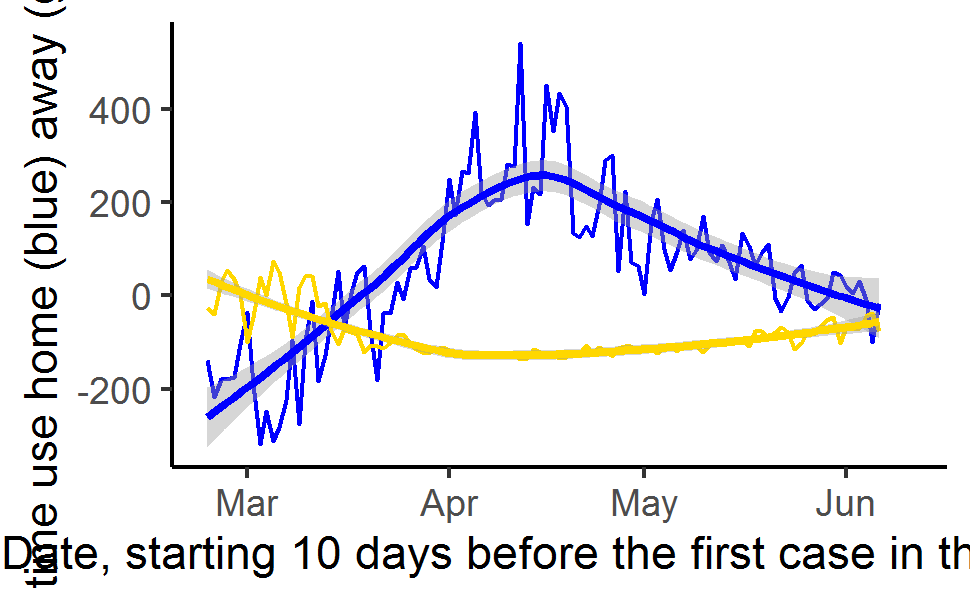 time use home (blue) away (
400
200
0
-200
Mar Apr May Jun
Date, starting 10 days before the first case in th